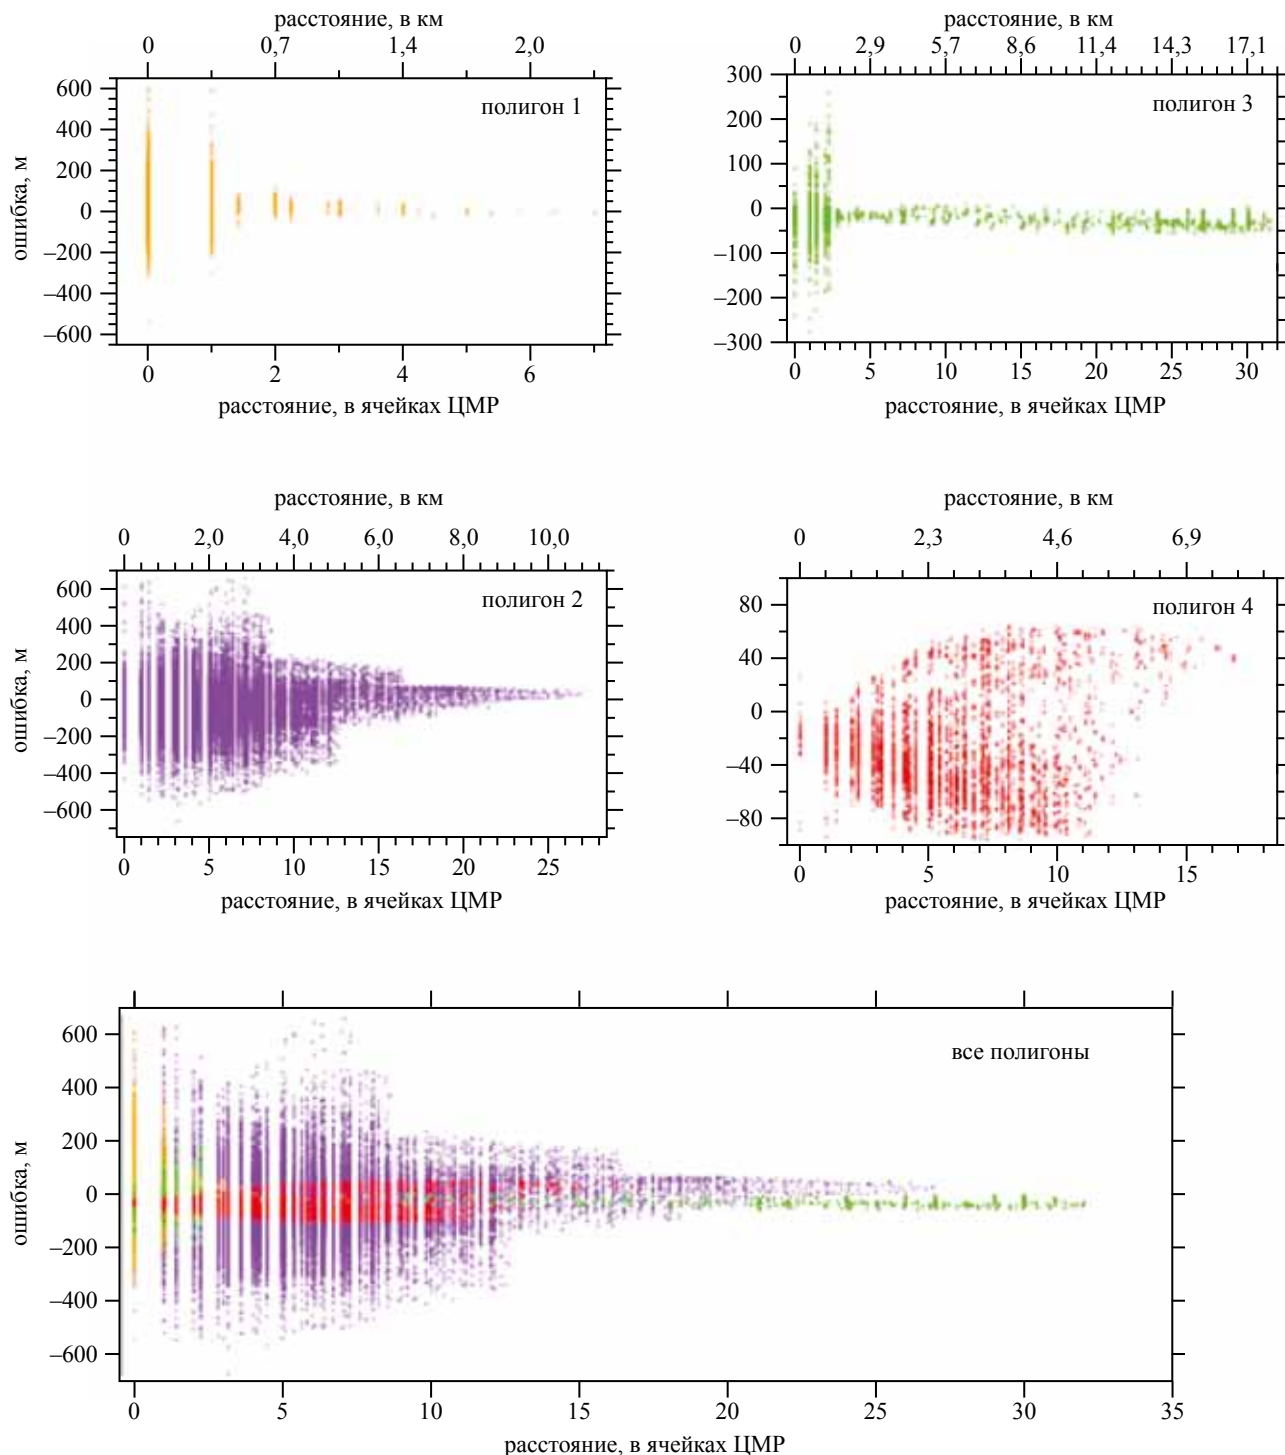 расстояние, в км
0 0,7 1,4 2,0
600
400
200
0
–200
–400
–600
ошибка, м
полигон 1
0 2 4 6
расстояние, в ячейках ЦМР
расстояние, в км
0 2,9 5,7 8,6 11,4 14,3 17,1
300
200
100
0
–100
–200
–300
полигон 3
0 5 10 15 20 25 30
расстояние, в ячейках ЦМР
расстояние, в км
0 2,0 4,0 6,0 8,0 10,0
600
400
200
0
–200
–400
–600
ошибка, м
полигон 2
0 5 10 15 20 25
расстояние, в ячейках ЦМР
расстояние, в км
0 2,3 4,6 6,9
80
40
0
–40
–80
полигон 4
0 5 10 15
расстояние, в ячейках ЦМР
600
400
200
0
–200
–400
–600
ошибка, м
все полигоны
0 5 10 15 20 25 30 35
расстояние, в ячейках ЦМР